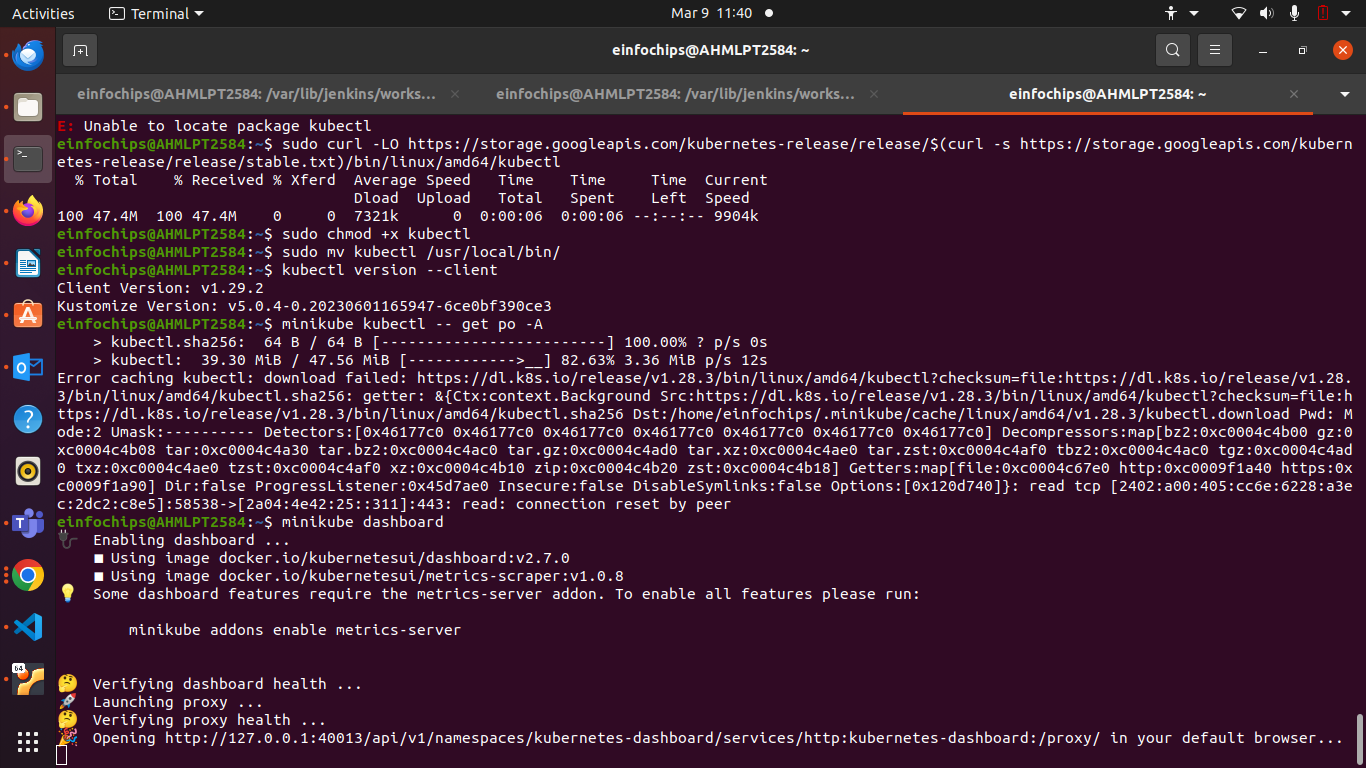 Activities
Terminal
Mar 9 11:40
einfochips@AHMLPT2584: ~
einfochips@AHMLPT2584: /var/lib/jenkins/works...
einfochips@AHMLPT2584: /var/lib/jenkins/works...
einfochips@AHMLPT2584: ~
E: Unable to locate package kubectl
einfochips@AHMLPT2584:~$ sudo curl -LO https://storage.googleapis.com/kubernetes-release/release/$(curl -s https://storage.googleapis.com/kubern
etes-release/release/stable.txt)/bin/linux/amd64/kubectl
% Total % Received % Xferd Average Speed Time Time Time Current
Dload Upload Total Spent Left Speed
100 47.4M 100 47.4M 0 0 7321k 0 0:00:06 0:00:06 --:--:-- 9904k
einfochips@AHMLPT2584:~$ sudo chmod +x kubectl
einfochips@AHMLPT2584:~$ sudo mv kubectl /usr/local/bin/
einfochips@AHMLPT2584:~$ kubectl version --client
Client Version: v1.29.2
Kustomize Version: v5.0.4-0.20230601165947-6ce0bf390ce3
einfochips@AHMLPT2584:~$ minikube kubectl -- get po -A
> kubectl.sha256: 64 B / 64 B [-------------------------] 100.00% ? p/s 0s
> kubectl: 39.30 MiB / 47.56 MiB [------------>__] 82.63% 3.36 MiB p/s 12s
Error caching kubectl: download failed: https://dl.k8s.io/release/v1.28.3/bin/linux/amd64/kubectl?checksum=file:https://dl.k8s.io/release/v1.28.
3/bin/linux/amd64/kubectl.sha256: getter: &{Ctx:context.Background Src:https://dl.k8s.io/release/v1.28.3/bin/linux/amd64/kubectl?checksum=file:h
ttps://dl.k8s.io/release/v1.28.3/bin/linux/amd64/kubectl.sha256 Dst:/home/einfochips/.minikube/cache/linux/amd64/v1.28.3/kubectl.download Pwd: M
ode:2 Umask:---------- Detectors:[0x46177c0 0x46177c0 0x46177c0 0x46177c0 0x46177c0 0x46177c0 0x46177c0] Decompressors:map[bz2:0xc0004c4b00 gz:0
xc0004c4b08 tar:0xc0004c4a30 tar.bz2:0xc0004c4ac0 tar.gz:0xc0004c4ad0 tar.xz:0xc0004c4ae0 tar.zst:0xc0004c4af0 tbz2:0xc0004c4ac0 tgz:0xc0004c4ad
0 txz:0xc0004c4ae0 tzst:0xc0004c4af0 xz:0xc0004c4b10 zip:0xc0004c4b20 zst:0xc0004c4b18] Getters:map[file:0xc0004c67e0 http:0xc0009f1a40 https:0x
c0009f1a90] Dir:false ProgressListener:0x45d7ae0 Insecure:false DisableSymlinks:false Options:[0x120d740]}: read tcp [2402:a00:405:cc6e:6228:a3e
c:2dc2:c8e5]:58538->[2a04:4e42:25::311]:443: read: connection reset by peer
einfochips@AHMLPT2584:~$ minikube dashboard
Enabling dashboard ...
Using image docker.io/kubernetesui/dashboard:v2.7.0
Using image docker.io/kubernetesui/metrics-scraper:v1.0.8
Some dashboard features require the metrics-server addon. To enable all features please run:
minikube addons enable metrics-server
Verifying dashboard health ...
Launching proxy ...
Verifying proxy health ...
Opening http://127.0.0.1:40013/api/v1/namespaces/kubernetes-dashboard/services/http:kubernetes-dashboard:/proxy/ in your default browser...
64